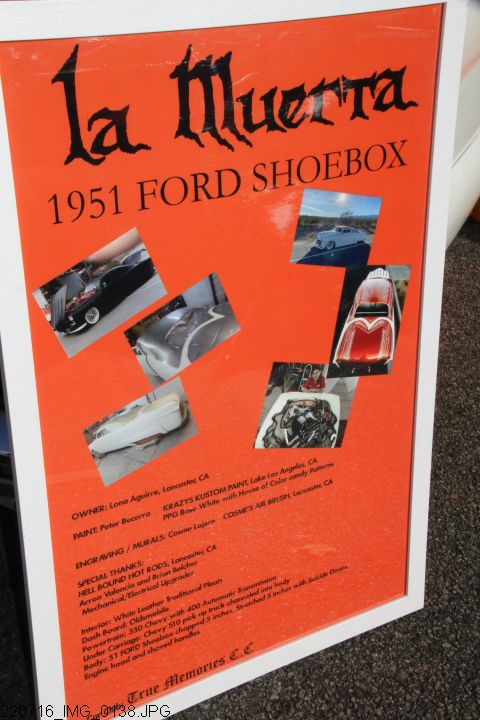 la Muerta
1951 FORD SHOEBOX
OWNER: Lona Aguirre, Lancaster, CA
PAINT: Peter Becerra KRAZYS KUSTOM PAINT, Lake Los Angeles, CA
PPG Base White with House of Color candy Patterns
ENGRAVING / MURALS: Cosme Lajero COSME'S AIR BRUSH, Lancaster, CA
SPECIAL THANKS:
HELL BOUND HOT RODS, Lancaster, CA
Arron Valencio and Brian Belcher
Mechanical/Electrical Upgrades
Interior: White Leather Traditional Pleats
Dash Board: Oldsmobile
Powertrain: 350 Chevy with 400 Automatic Transmission
Under Carriage: Chevy S10 pick up truck channeled into body
Body: 51 FORD Shoebox chopped 5 inches, Stretched 5 Inches with Suicide Doors,
Engine hood and shaved handles
True Memories C.C
220716_IMG_0138.JPG